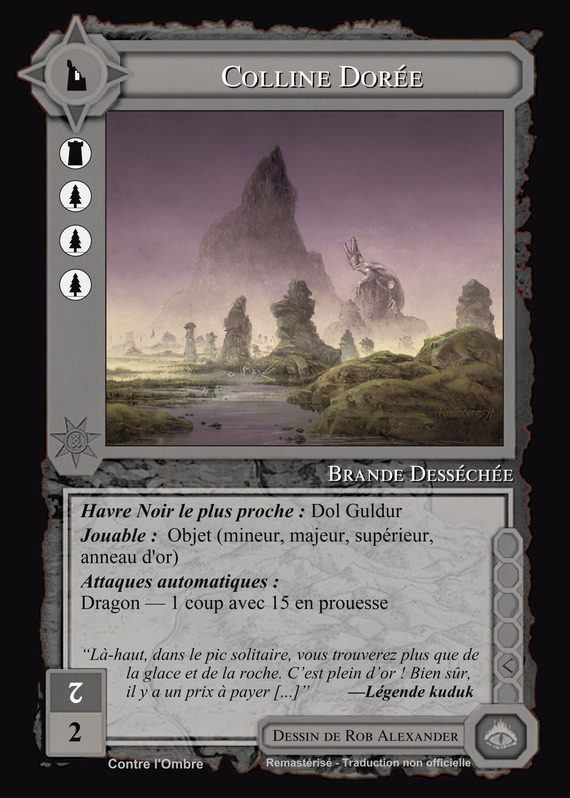 Colline Dorée
Brande Desséchée
Havre Noir le plus proche : Dol Guldur
Jouable : Objet (mineur, majeur, supérieur,
anneau d'or)
Attaques automatiques :
Dragon — 1 coup avec 15 en prouesse
“Là-haut, dans le pic solitaire, vous trouverez plus que de
la glace et de la roche. C’est plein d’or ! Bien sûr,
il y a un prix à payer [...]” —Légende kuduk
2
2
Dessin de Rob Alexander
Contre l'Ombre
Remastérisé - Traduction non officielle